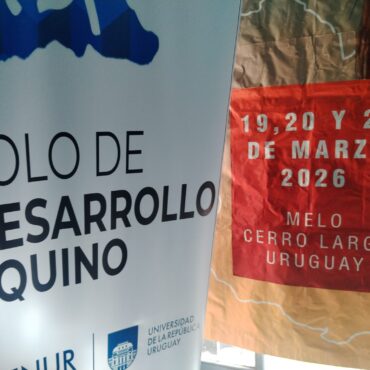 OLO DE
ESARROLLO
QUINO
NUR
UNIVERSIDAD
DE LA REPÚBLICA
URUGUAY
19, 20 Y 2
DE MARZ
2026
MELO
CERRO LARG
URUGUAY